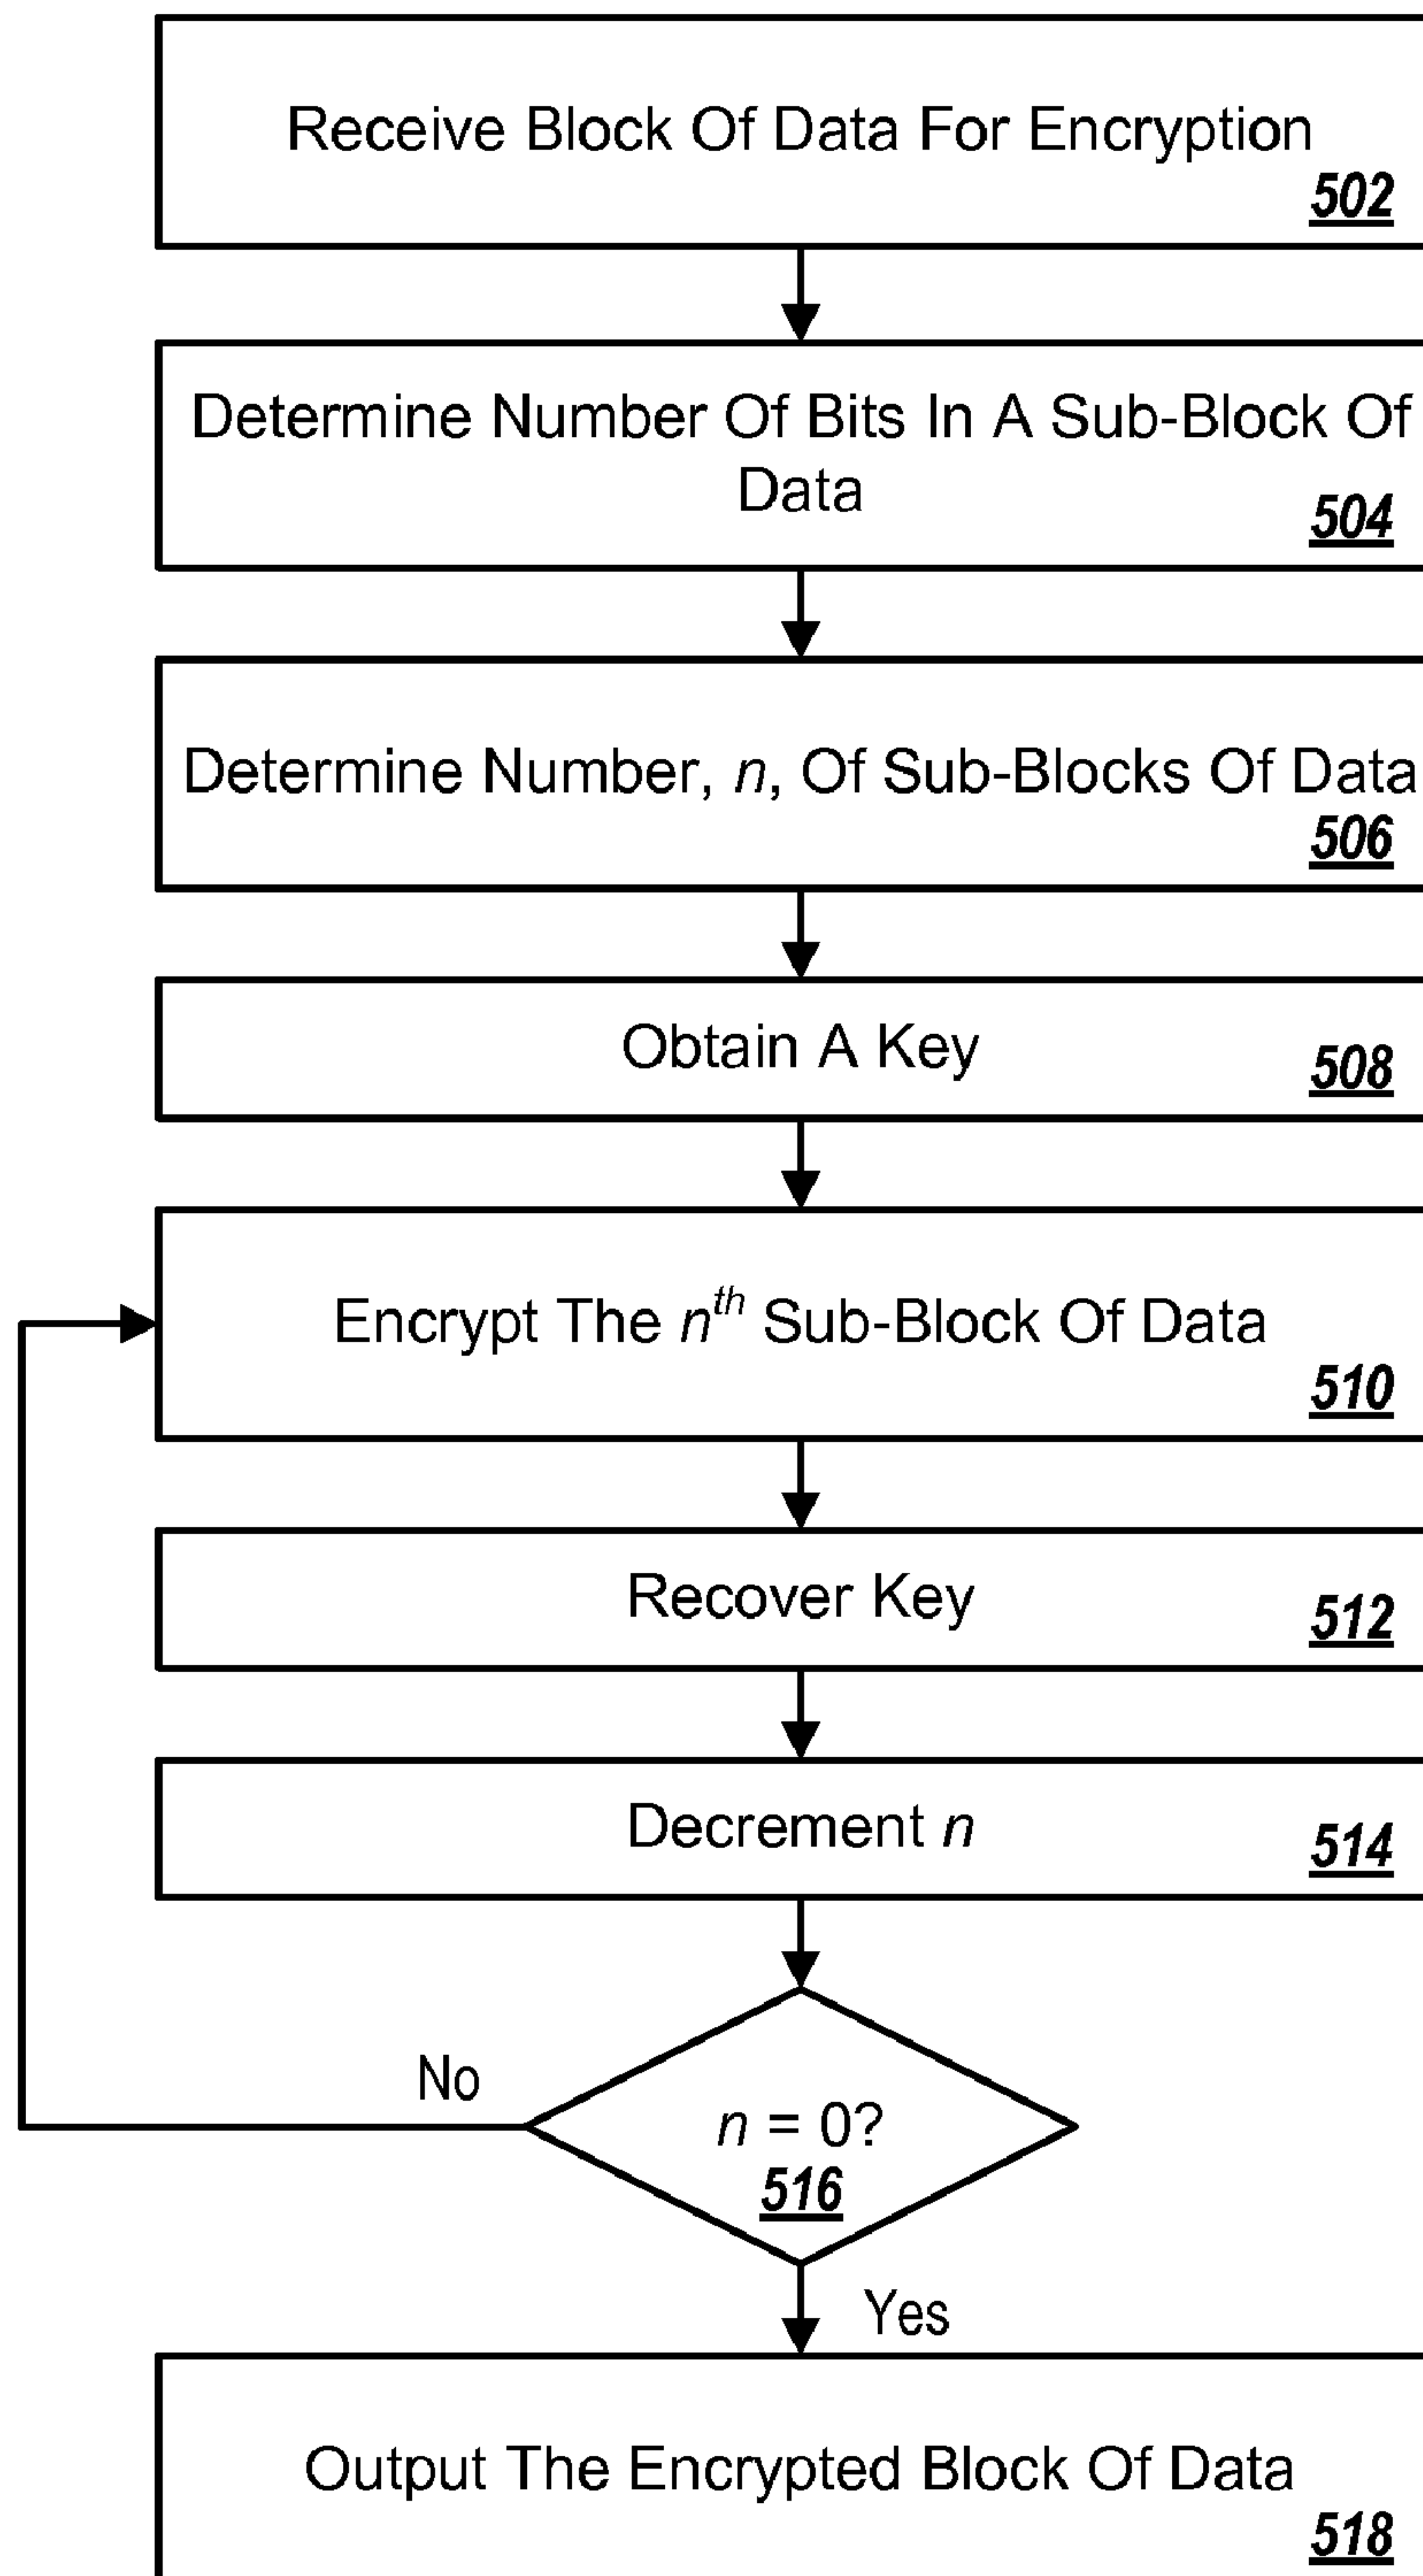 Receive Block Of Data For Encryption
502
Determine Number Of Bits In A Sub-Block Of
Data
504
Determine Number, n, Of Sub-Blocks Of Data
506
Obtain A Key
508
Encrypt The nth Sub-Block Of Data
510
Recover Key
512
Decrement n
514
No
n = 0?
516
Yes
Output The Encrypted Block Of Data
518